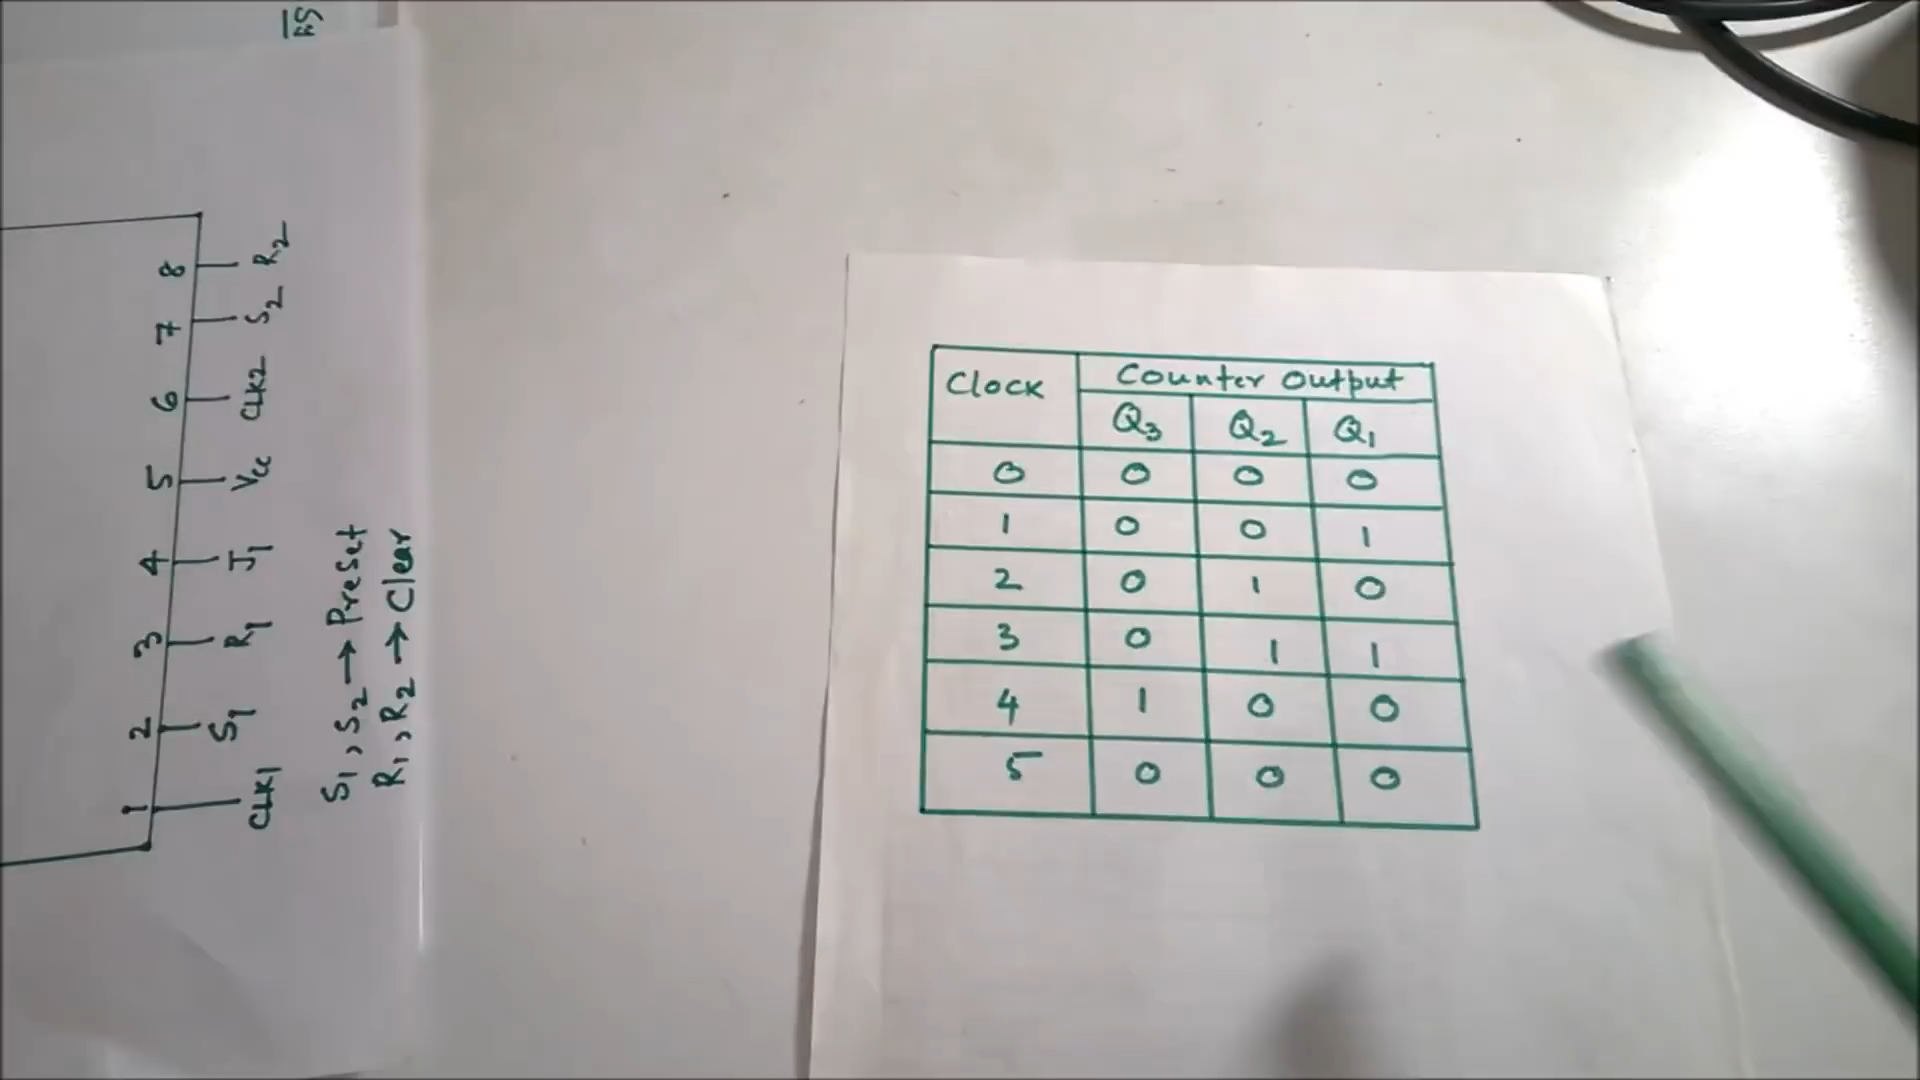 8 R2
7 S2
6 CLK2
5 Vcc
4 J1
3 R1
2 S1
1 CLK1
S1, S2 → Preset
R1, R2 → Clear
Clock Counter Output
Q3 Q2 Q1
0 0 0 0
1 0 0 1
2 0 1 0
3 0 1 1
4 1 0 0
5 0 0 0